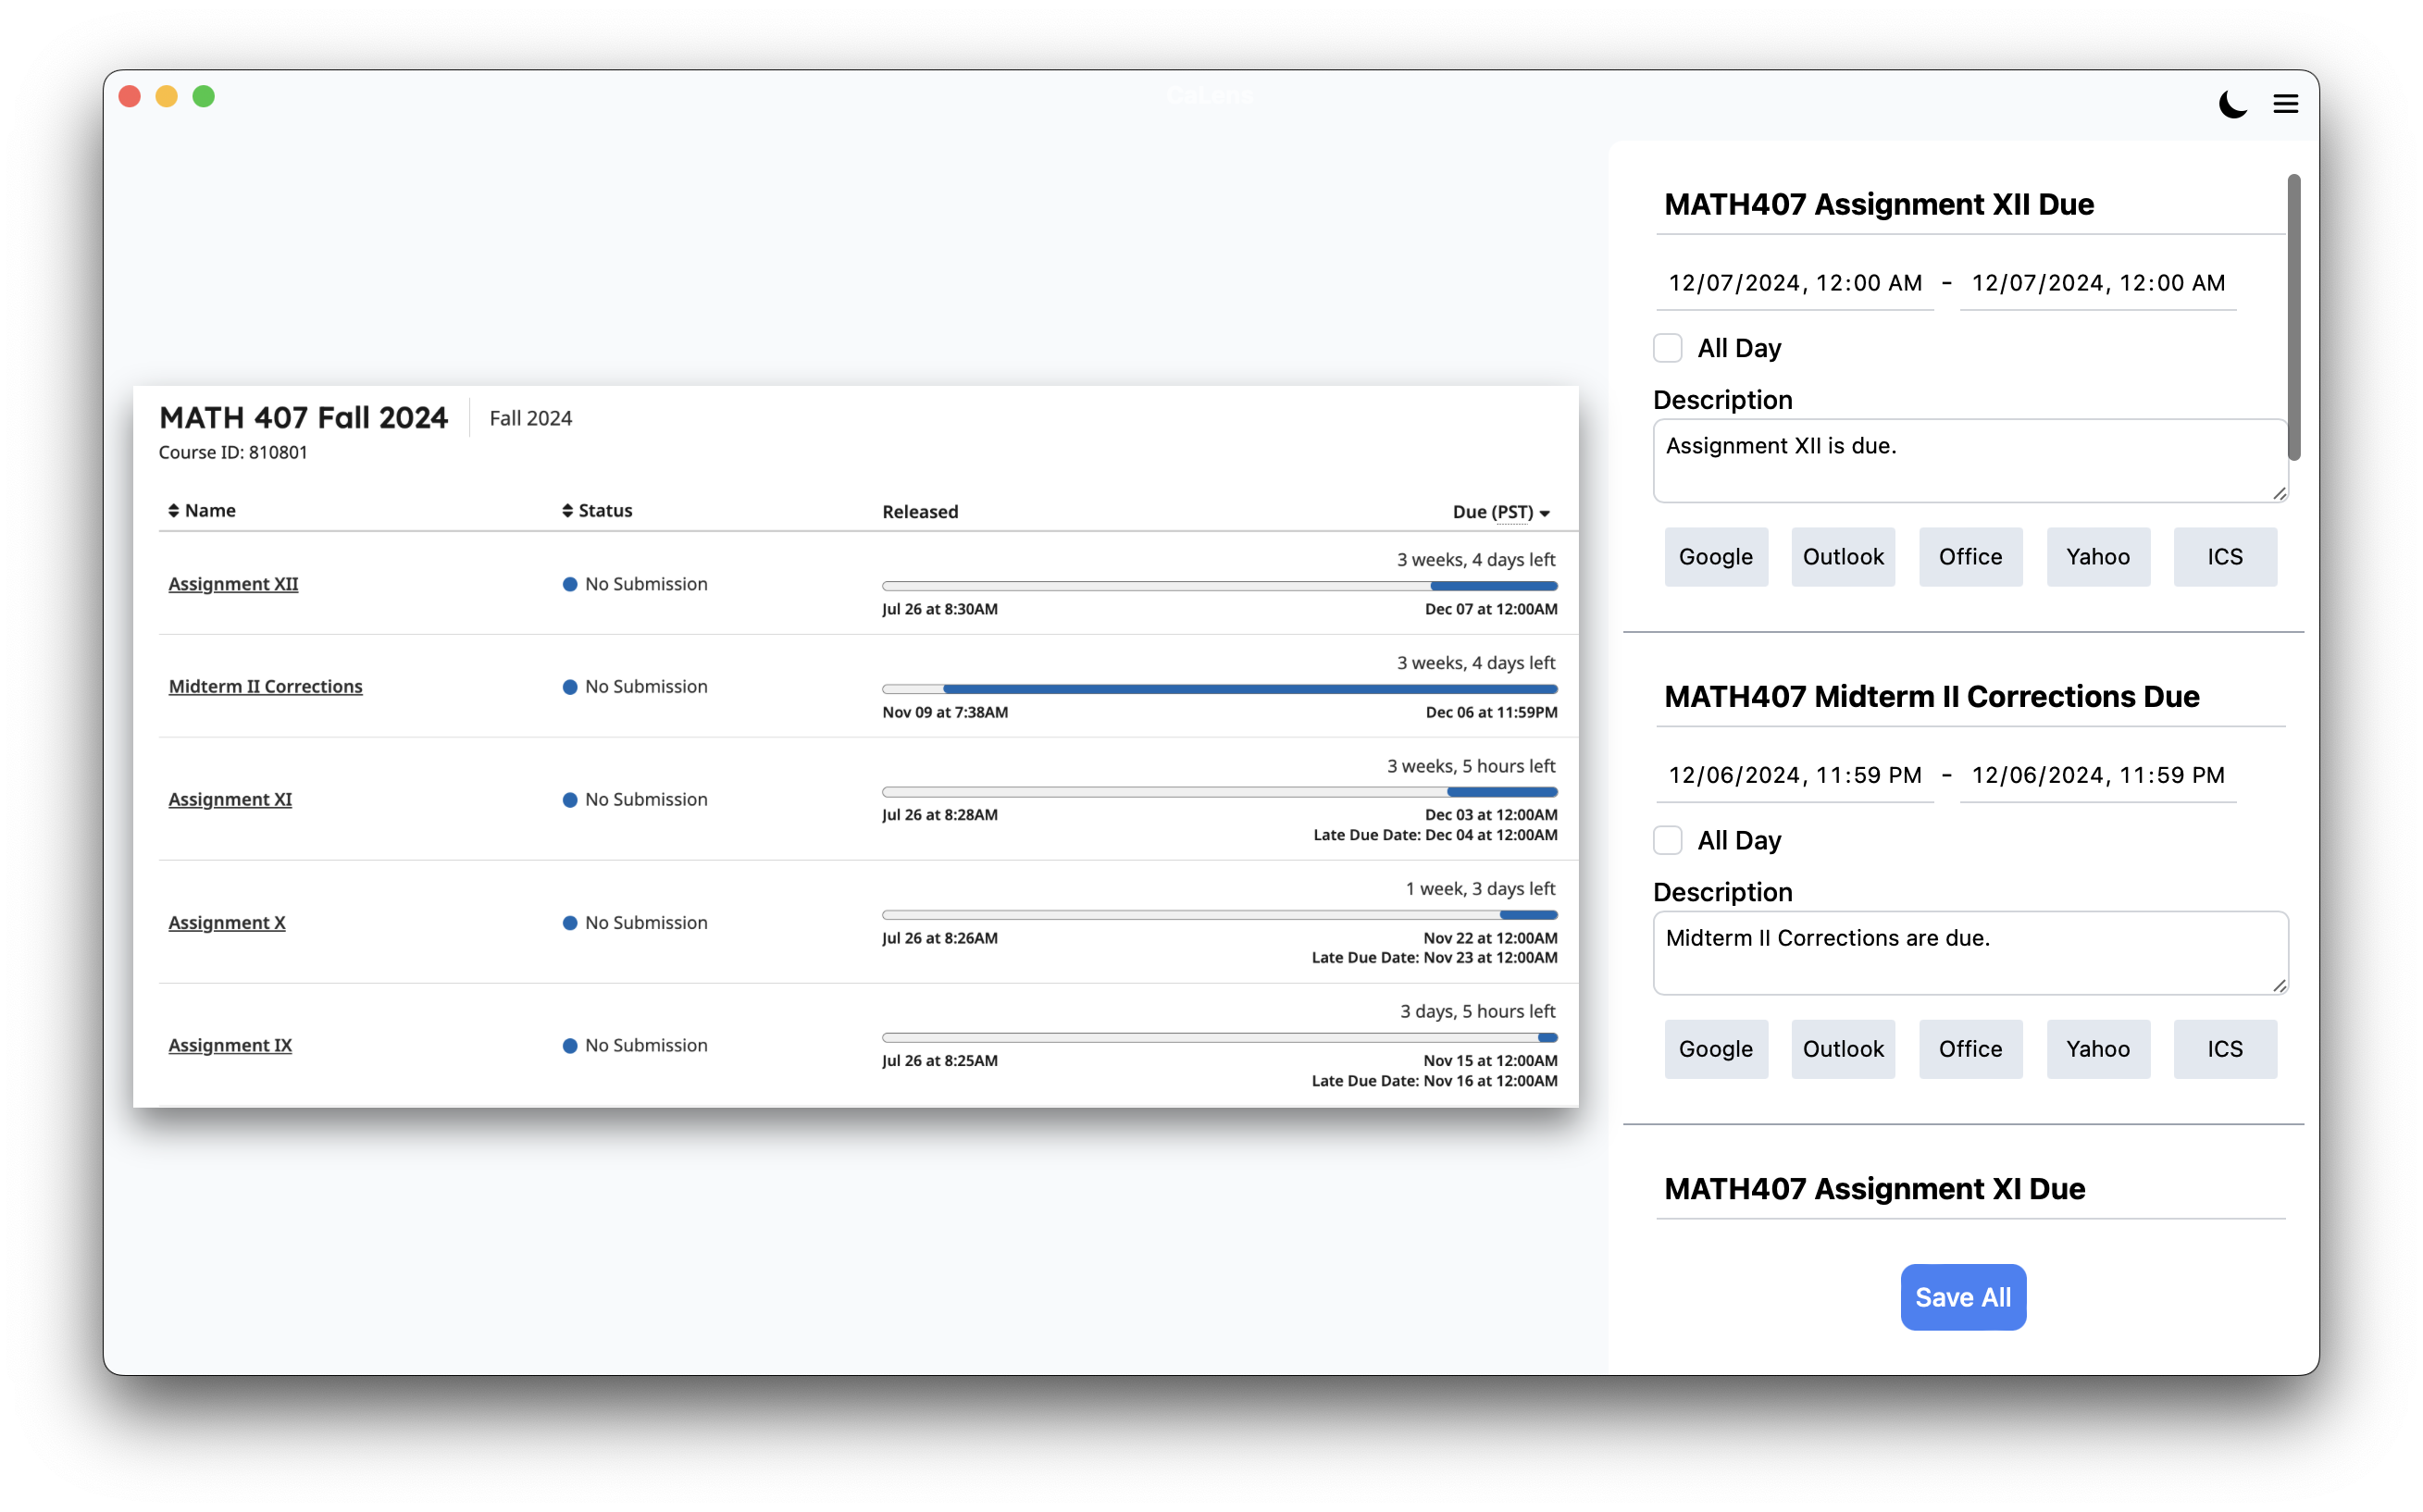 CaLens
MATH 407 Fall 2024 Fall 2024
Course ID: 810801
Name Status Released Due (PST)
3 weeks, 4 days left
Assignment XII No Submission
Jul 26 at 8:30AM Dec 07 at 12:00AM
3 weeks, 4 days left
Midterm II Corrections No Submission
Nov 09 at 7:38AM Dec 06 at 11:59PM
3 weeks, 5 hours left
Assignment XI No Submission
Jul 26 at 8:28AM Dec 03 at 12:00AM
Late Due Date: Dec 04 at 12:00AM
1 week, 3 days left
Assignment X No Submission
Jul 26 at 8:26AM Nov 22 at 12:00AM
Late Due Date: Nov 23 at 12:00AM
3 days, 5 hours left
Assignment IX No Submission
Jul 26 at 8:25AM Nov 15 at 12:00AM
Late Due Date: Nov 16 at 12:00AM
MATH407 Assignment XII Due
12/07/2024, 12:00 AM - 12/07/2024, 12:00 AM
All Day
Description
Assignment XII is due.
Google Outlook Office Yahoo ICS
MATH407 Midterm II Corrections Due
12/06/2024, 11:59 PM - 12/06/2024, 11:59 PM
All Day
Description
Midterm II Corrections are due.
Google Outlook Office Yahoo ICS
MATH407 Assignment XI Due
Save All